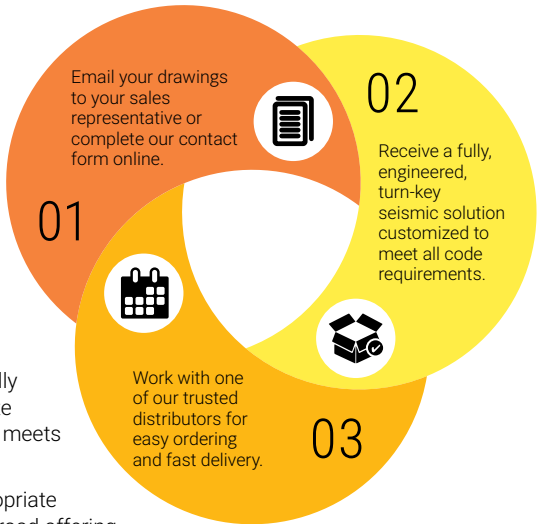 Email your drawings
to your sales
representative or
complete our contact
form online.
01
02
Receive a fully,
engineered,
turn-key
seismic solution
customized to
meet all code
requirements.
Work with one
of our trusted
distributors for
easy ordering
and fast delivery.
03
meets
offering